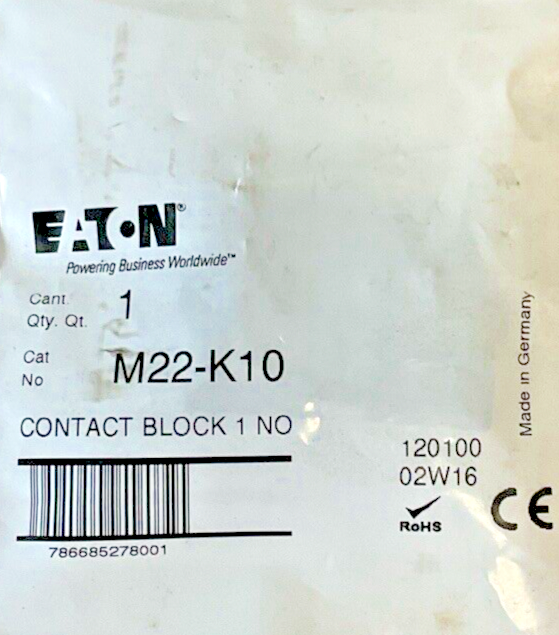 EATON®
Powering Business Worldwide™
Cant. 1
Qty. Qt.
Cat
No M22-K10
CONTACT BLOCK 1 NO
786685278001
120100
02W16
RoHS
CE
Made in Germany